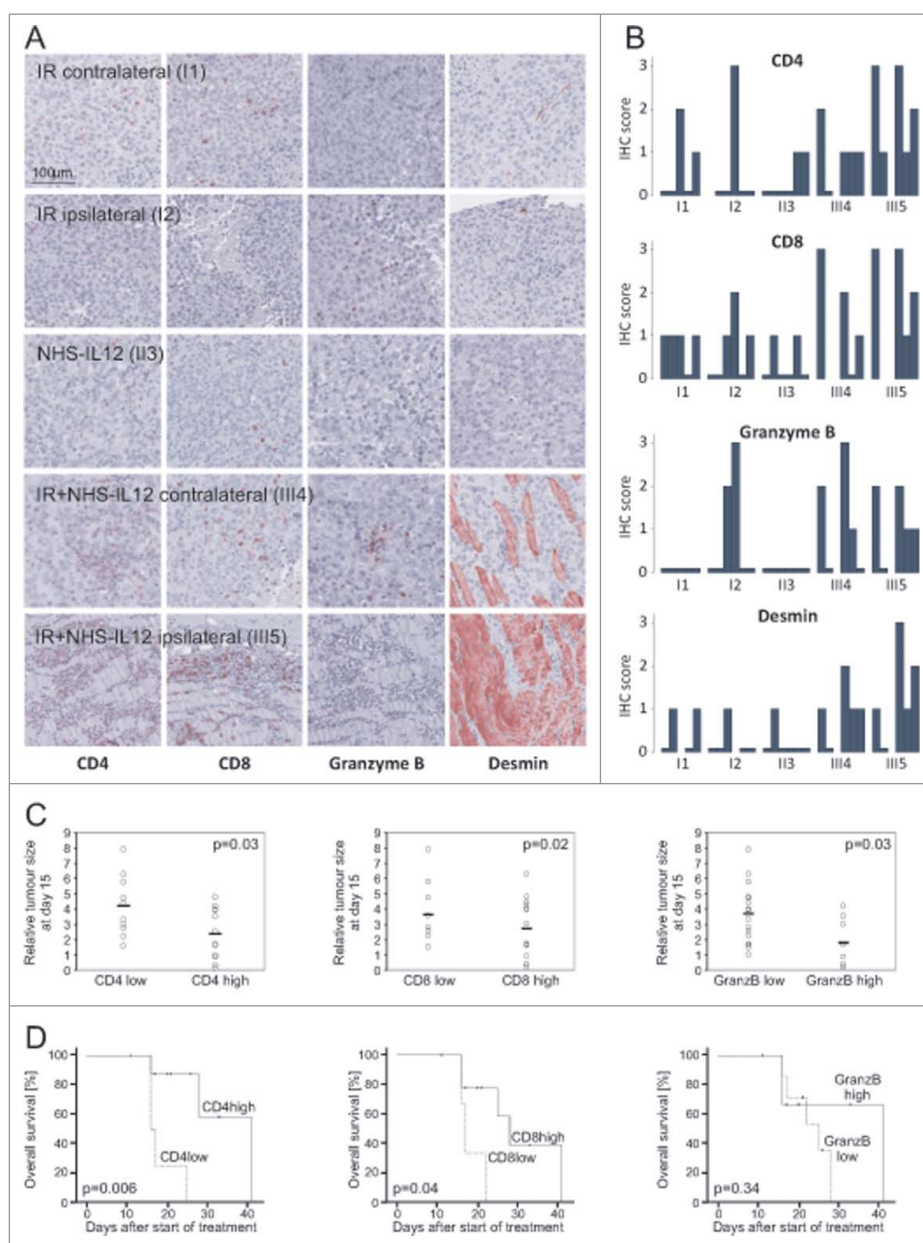 A
IR contralateral (I1)
100µm
IR ipsilateral (I2)
NHS-IL12 (II3)
IR+NHS-IL12 contralateral (III4)
IR+NHS-IL12 ipsilateral (III5)
CD4 CD8 Granzyme B Desmin
B
CD4
IHC score
3
2
1
0
I1 I2 II3 III4 III5
CD8
IHC score
3
2
1
0
I1 I2 II3 III4 III5
Granzyme B
IHC score
3
2
1
0
I1 I2 II3 III4 III5
Desmin
IHC score
3
2
1
0
I1 I2 II3 III4 III5
C
Relative tumour size
at day 15
9
8
7
6
5
4
3
2
1
0
p=0.03
CD4 low CD4 high
Relative tumour size
at day 15
9
8
7
6
5
4
3
2
1
0
p=0.02
CD8 low CD8 high
Relative tumour size
at day 15
9
8
7
6
5
4
3
2
1
0
p=0.03
GranzB low GranzB high
D
Overall survival [%]
100
80
60
40
20
0
CD4high
CD4low
p=0.006
0 10 20 30 40
Days after start of treatment
Overall survival [%]
100
80
60
40
20
0
CD8high
CD8low
p=0.04
0 10 20 30 40
Days after start of treatment
Overall survival [%]
100
80
60
40
20
0
GranzB
high
GranzB
low
p=0.34
0 10 20 30 40
Days after start of treatment